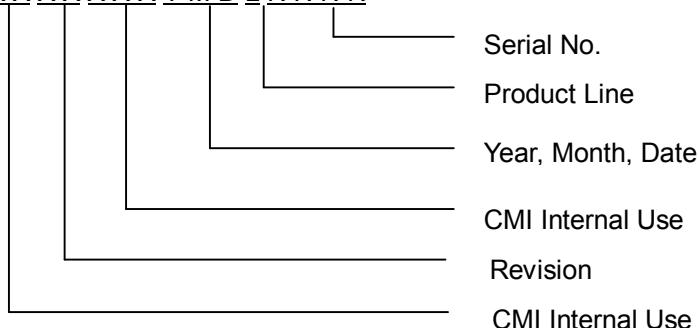 Serial No.
Product Line
Year, Month, Date
CMI Internal Use
Revision
CMI Internal Use